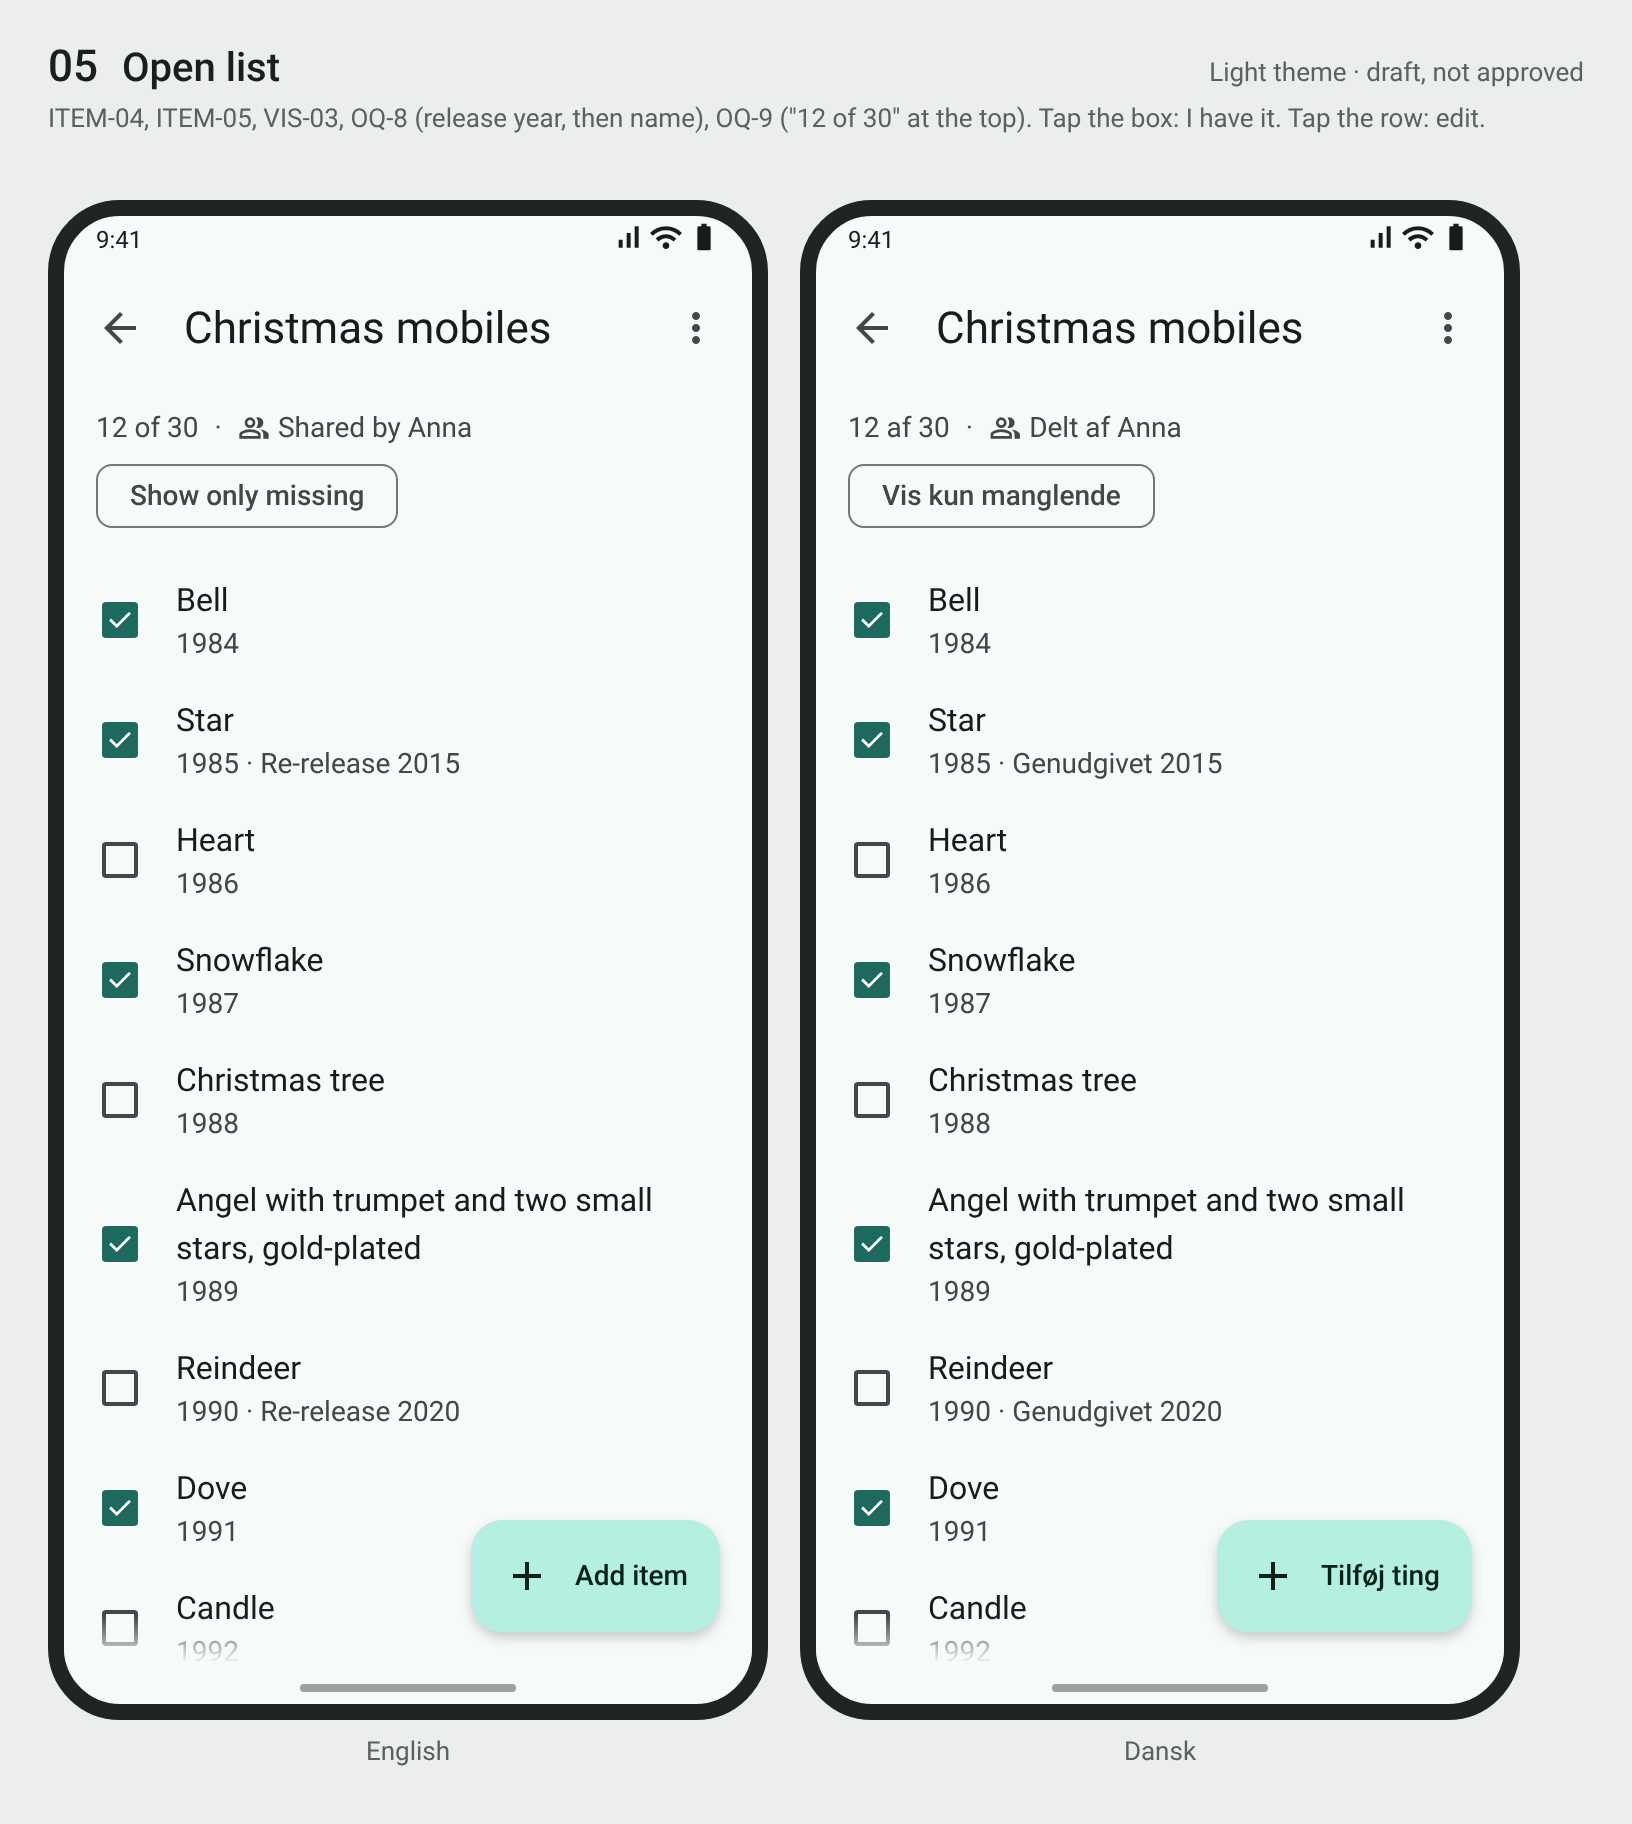 05 Open list
Light theme · draft, not approved
ITEM-04, ITEM-05, VIS-03, OQ-8 (release year, then name), OQ-9 ("12 of 30" at the top). Tap the box: I have it. Tap the row: edit.
9:41
Christmas mobiles
12 of 30 · Shared by Anna
Show only missing
Bell
1984
Star
1985 · Re-release 2015
Heart
1986
Snowflake
1987
Christmas tree
1988
Angel with trumpet and two small
stars, gold-plated
1989
Reindeer
1990 · Re-release 2020
Dove
1991
Add item
Candle
1992
English
9:41
Christmas mobiles
12 af 30 · Delt af Anna
Vis kun manglende
Bell
1984
Star
1985 · Genudgivet 2015
Heart
1986
Snowflake
1987
Christmas tree
1988
Angel with trumpet and two small
stars, gold-plated
1989
Reindeer
1990 · Genudgivet 2020
Dove
1991
Tilføj ting
Candle
1992
Dansk